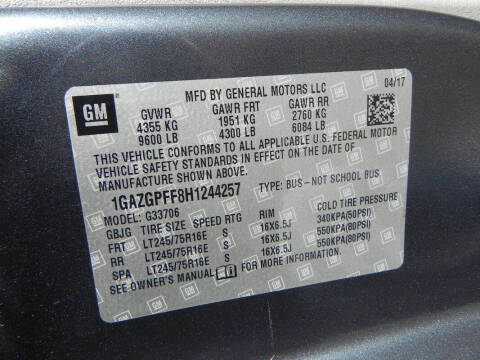 MFD BY GENERAL MOTORS LLC 04/17
GM GVWR GAWR FRT GAWR RR
4355 KG 1951 KG 2760 KG
9600 LB 4300 LB 6084 LB
THIS VEHICLE CONFORMS TO ALL APPLICABLE U.S. FEDERAL MOTOR
VEHICLE SAFETY STANDARDS IN EFFECT ON THE DATE OF
MANUFACTURE SHOWN ABOVE.
1GAZGPFF8H1244257 TYPE: BUS–NOT SCHOOL BUS
MODEL: G33706
GBJG TIRE SIZE SPEED RTG RIM COLD TIRE PRESSURE
FRT LT245/75R16E S 16X6.5J 340KPA(50PSI)
RR LT245/75R16E S 16X6.5J 550KPA(80PSI)
SPA LT245/75R16E S 16X6.5J 550KPA(80PSI)
SEE OWNER'S MANUAL